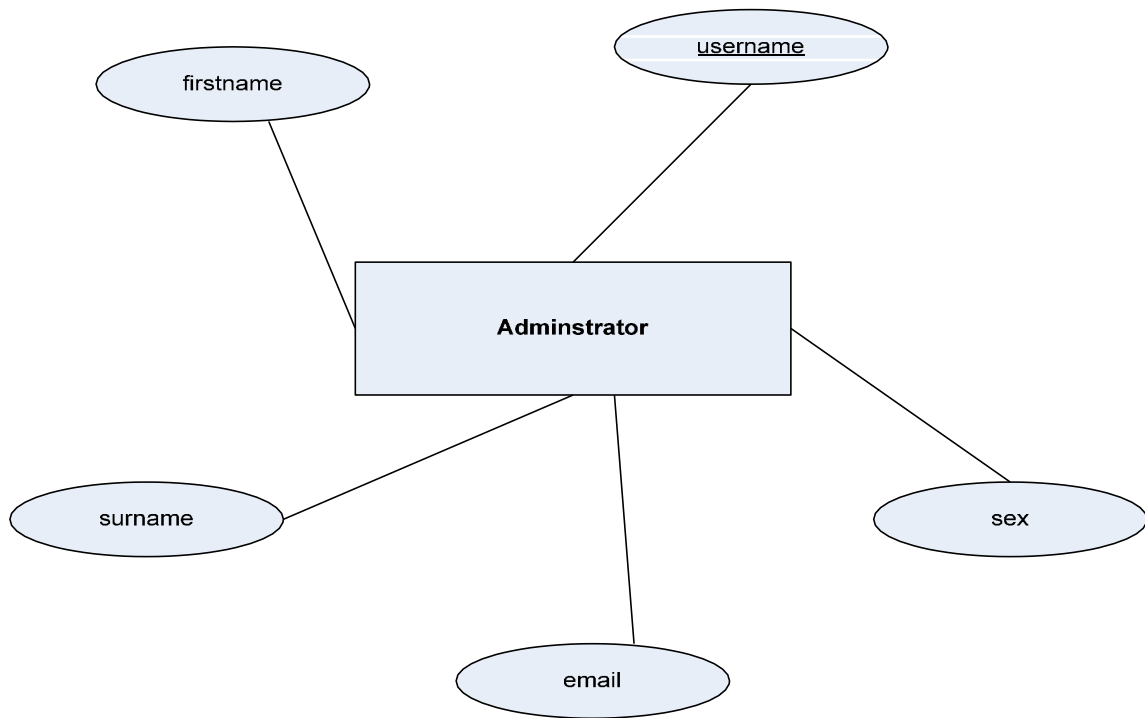 username
firstname
Adminstrator
surname
sex
email